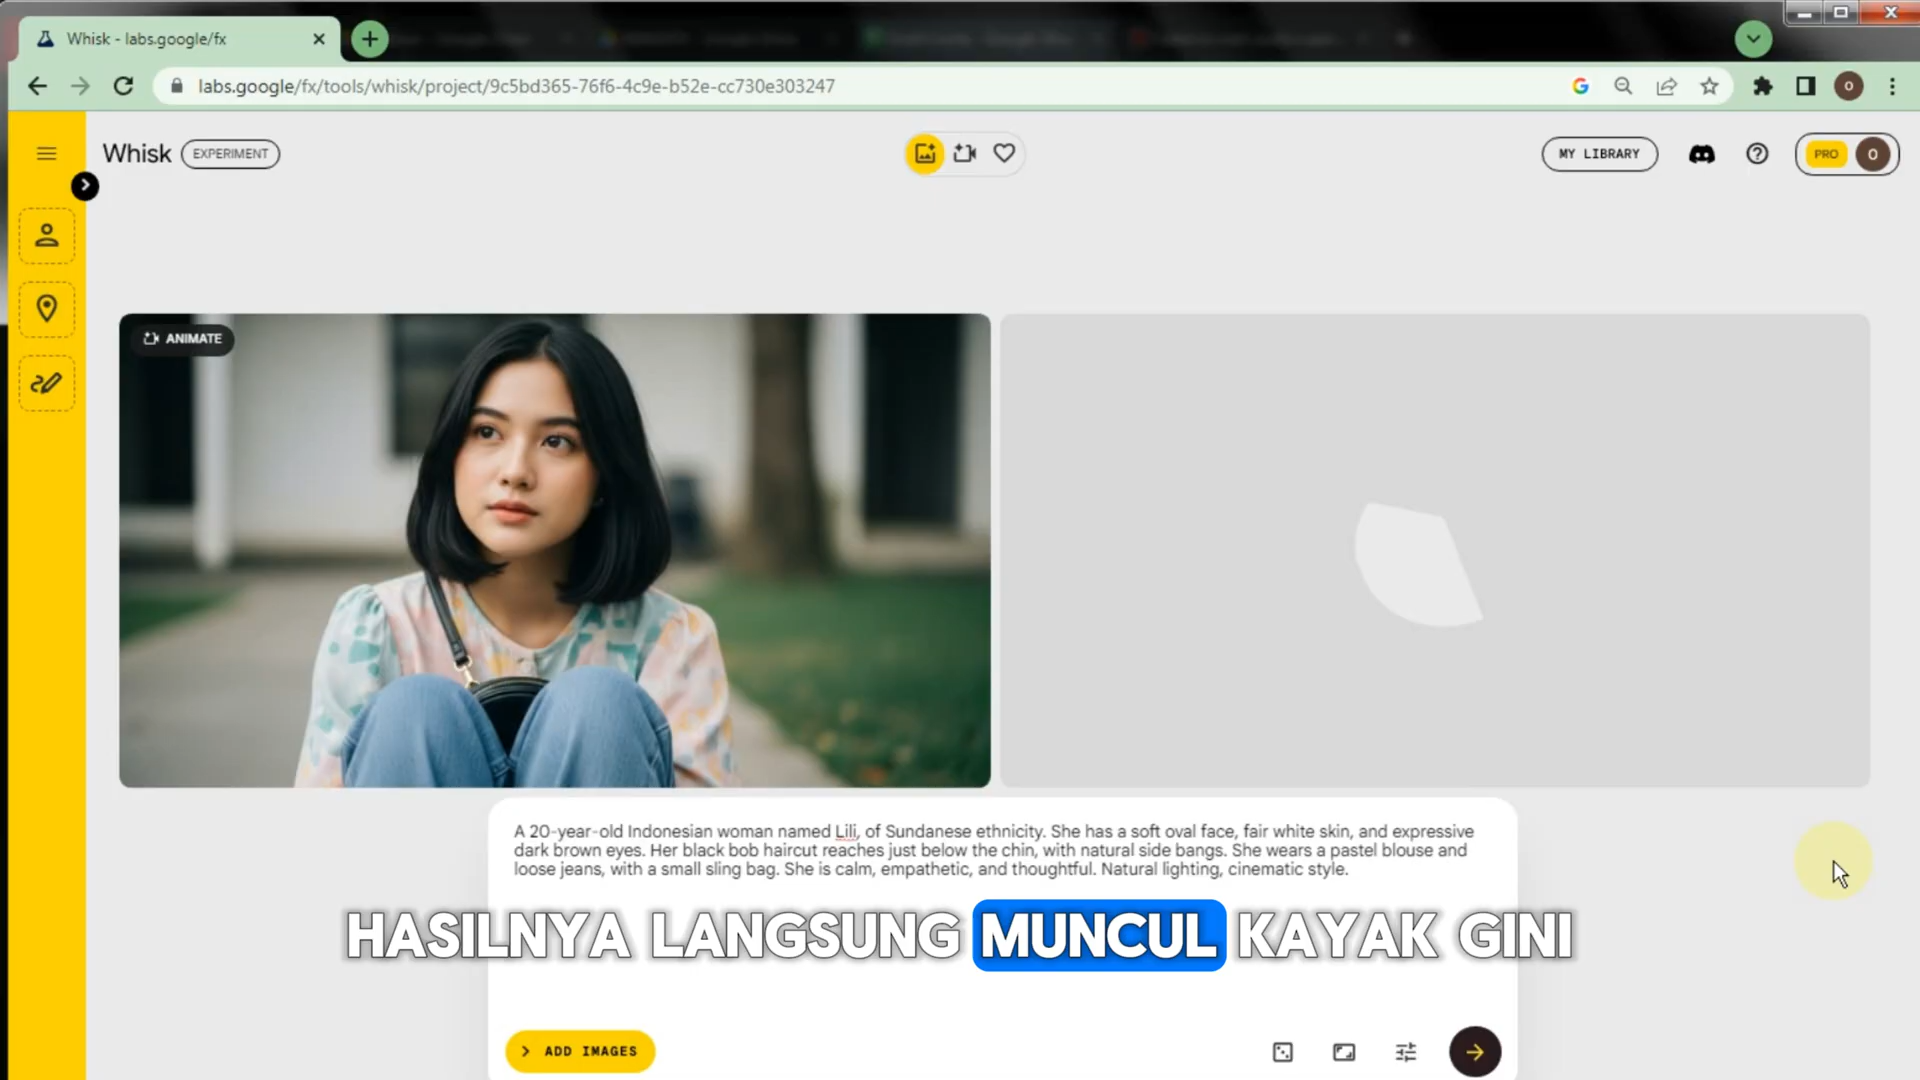 Whisk - labs.google/fx
labs.google/fx/tools/whisk/project/9c5bd365-76f6-4c9e-b52e-cc730e303247
Whisk EXPERIMENT
MY LIBRARY
PRO O
ANIMATE
A 20-year-old Indonesian woman named Lili, of Sundanese ethnicity. She has a soft oval face, fair white skin, and expressive
dark brown eyes. Her black bob haircut reaches just below the chin, with natural side bangs. She wears a pastel blouse and
loose jeans, with a small sling bag. She is calm, empathetic, and thoughtful. Natural lighting, cinematic style.
HASILNYA LANGSUNG MUNCUL KAYAK GINI
ADD IMAGES